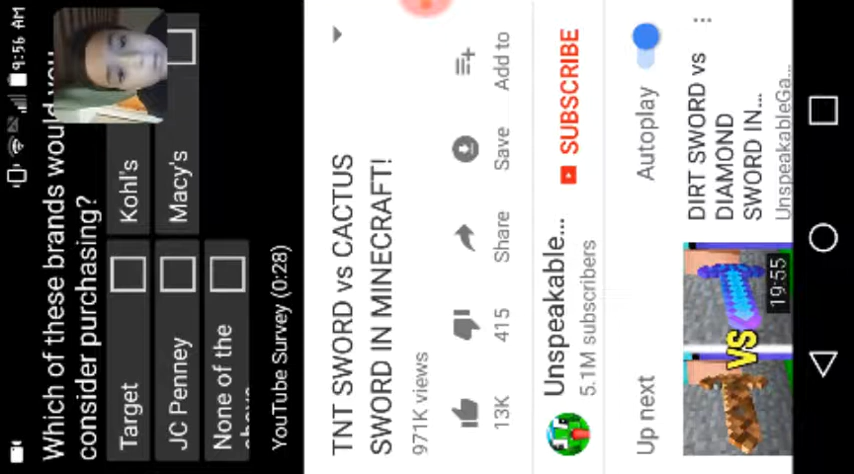 9:56 AM
Which of these brands would you
consider purchasing?
Target
Kohl's
JC Penney
Macy's
None of the
YouTube Survey (0:28)
TNT SWORD vs CACTUS
SWORD IN MINECRAFT!
971K views
13K
415
Share
Save
Add to
Unspeakable...
5.1M subscribers
SUBSCRIBE
Up next
Autoplay
VS
19:55
DIRT SWORD vs
DIAMOND
SWORD IN...
UnspeakableGa...